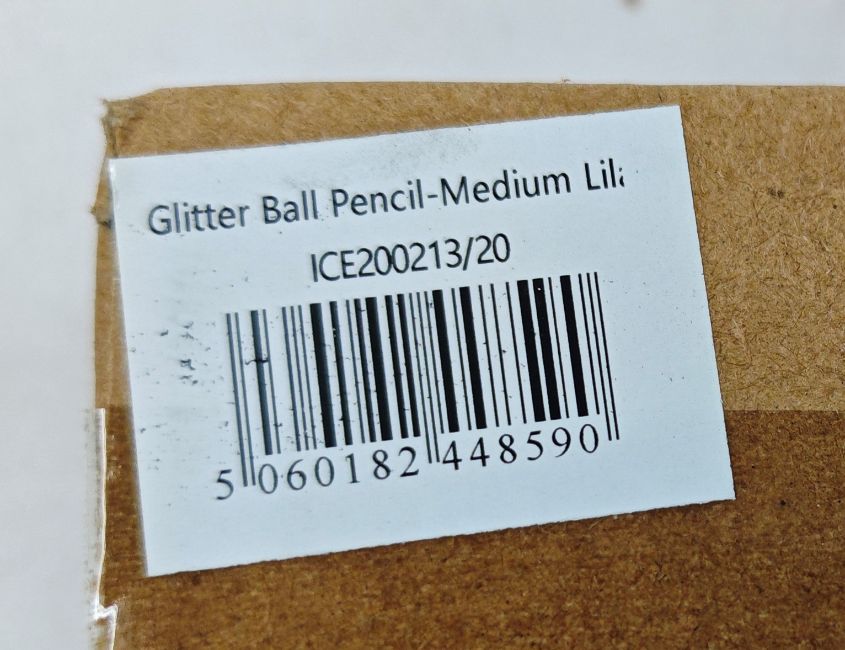 Glitter Ball Pencil-Medium Lil
ICE200213/20
5 060182 448590